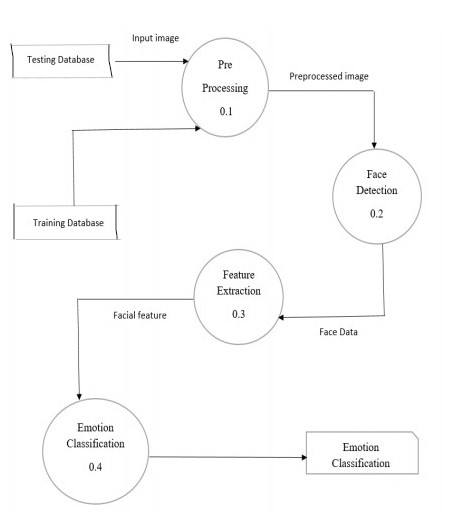 Input image
Testing Database
Pre
Processing
0.1
Preprocessed image
Face
Detection
0.2
Training Database
Feature
Extraction
0.3
Facial feature
Face Data
Emotion
Classification
0.4
Emotion
Classification